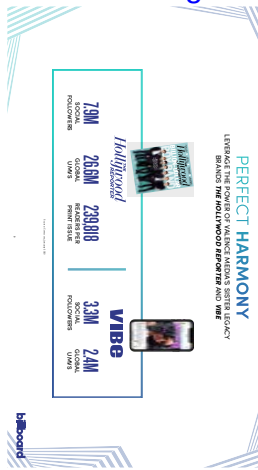 PERFECT HARMONY
LEVERAGE THE POWER OF VALENCE MEDIA'S SISTER LEGACY
BRANDS THE HOLLYWOOD REPORTER AND VIBE
Hollywood
THE
Hollywood
REPORTER
VIBE
7.9M
SOCIAL
FOLLOWERS
26.6M
GLOBAL
UMVS
239,818
READERS PER
PRINT ISSUE
3.3M
SOCIAL
FOLLOWERS
2.4M
GLOBAL
UMVS
billboard